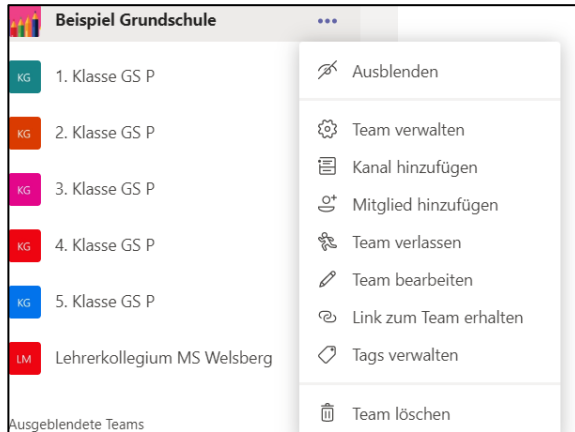 Beispiel Grundschule
KG 1. Klasse GS P
KG 2. Klasse GS P
KG 3. Klasse GS P
KG 4. Klasse GS P
KG 5. Klasse GS P
LM Lehrerkollegium MS Welsberg
Ausgeblendete Teams
Ausblenden
Team verwalten
Kanal hinzufügen
Mitglied hinzufügen
Team verlassen
Team bearbeiten
Link zum Team erhalten
Tags verwalten
Team löschen